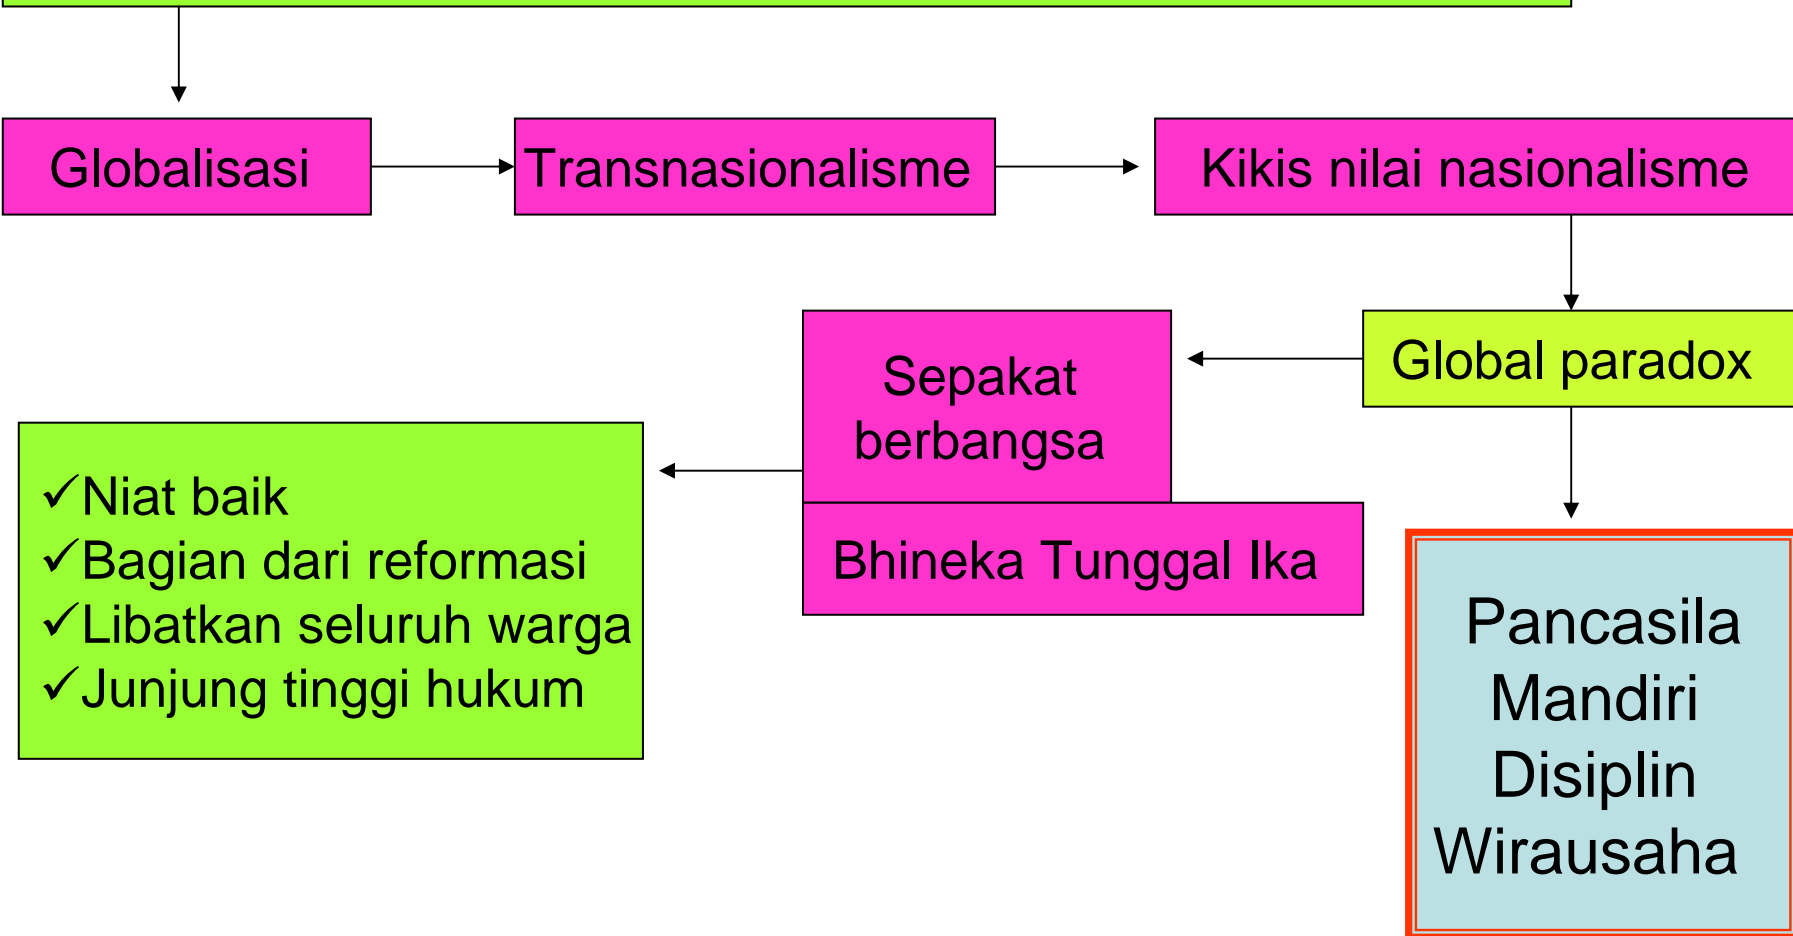 Globalisasi
Transnasionalisme
Kikis nilai nasionalisme
Global paradox
Sepakat
berbangsa
Bhineka Tunggal Ika
✓Niat baik
✓Bagian dari reformasi
✓Libatkan seluruh warga
✓Junjung tinggi hukum
Pancasila
Mandiri
Disiplin
Wirausaha